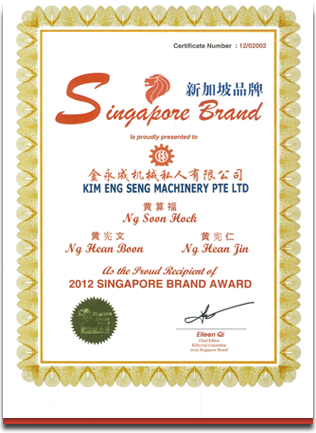 Certificate Number : 12/02002
新加坡品牌
Singapore Brand
Is proudly presented to
金永成机械私人有限公司
KIM ENG SENG MACHINERY PTE LTD
黄算福
Ng Soon Hock
黄宪文 黄宪仁
Ng Hean Boon Ng Hean Jin
As the Proud Recipient of
2012 SINGAPORE BRAND AWARD
Eileen Qi
Chief Editor
Editorial Committee
2012 Singapore Brand